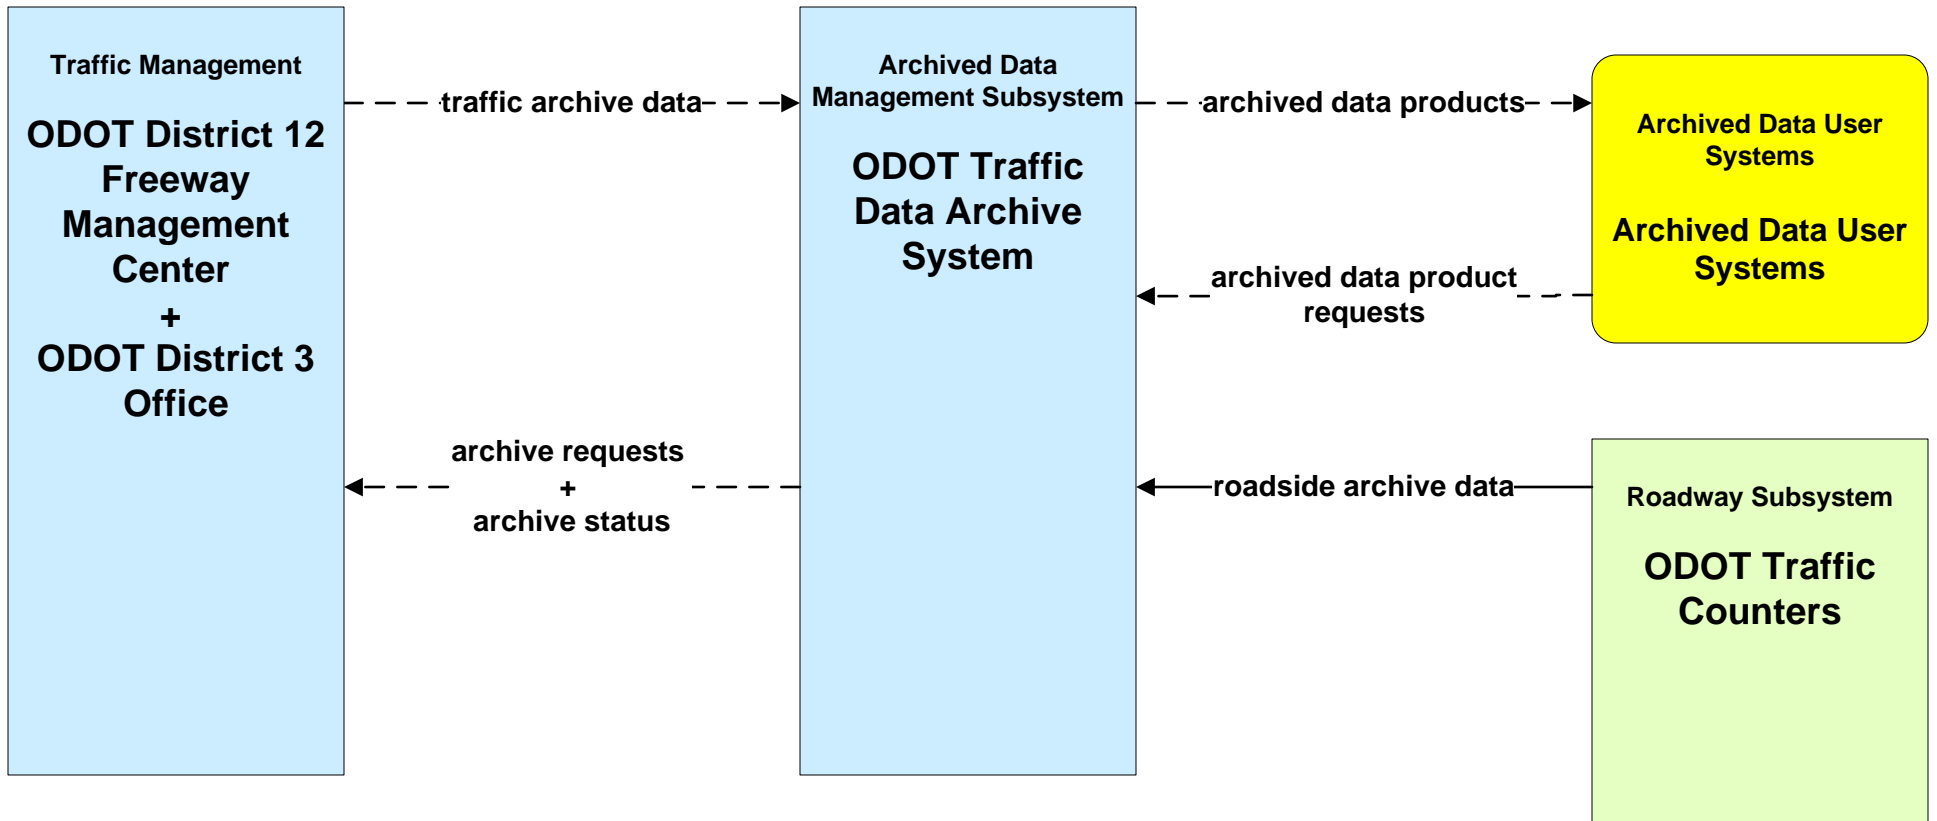 Traffic Management
ODOT District 12
Freeway
Management
Center
+
ODOT District 3
Office
traffic archive data
archive requests
+
archive status
Archived Data
Management Subsystem
ODOT Traffic
Data Archive
System
archived data products
archived data product
requests
roadside archive data
Archived Data User
Systems
Archived Data User
Systems
Roadway Subsystem
ODOT Traffic
Counters